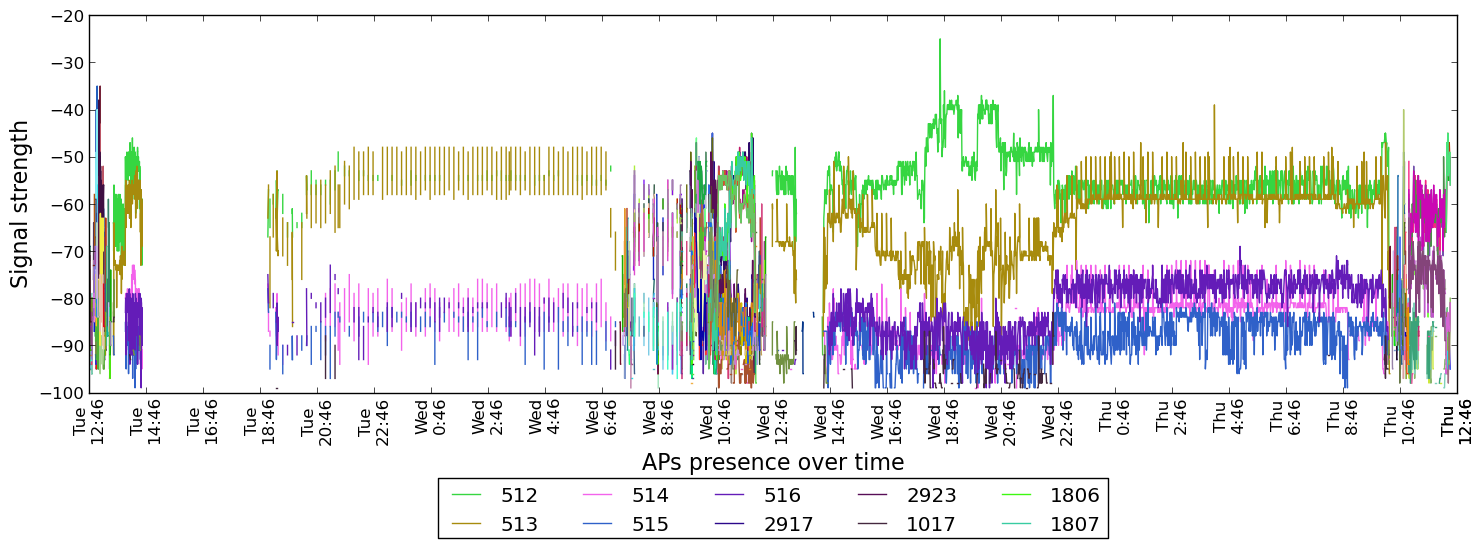 −20
−30
−40
−50
−60
−70
−80
−90
−100
Signal strength
Tue 12:46
Tue 14:46
Tue 16:46
Tue 18:46
Tue 20:46
Tue 22:46
Wed 0:46
Wed 2:46
Wed 4:46
Wed 6:46
Wed 8:46
Wed 10:46
Wed 12:46
Wed 14:46
Wed 16:46
Wed 18:46
Wed 20:46
Wed 22:46
Thu 0:46
Thu 2:46
Thu 4:46
Thu 6:46
Thu 8:46
Thu 10:46
Thu 12:46
APs presence over time
512 514 516 2923 1806
513 515 2917 1017 1807